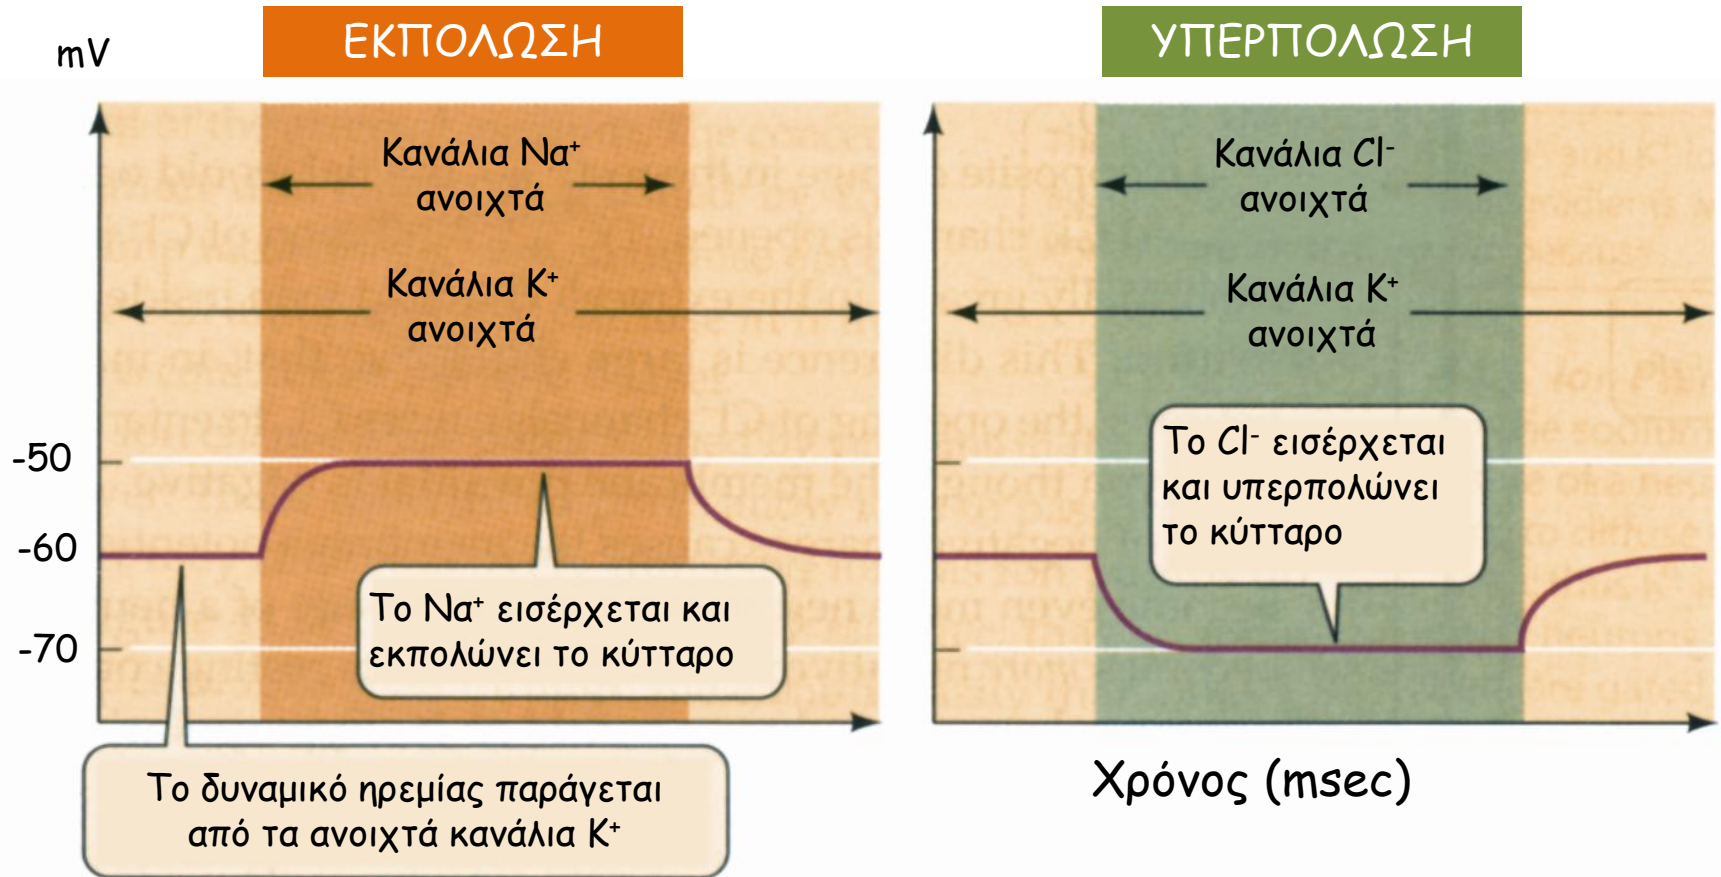 mV
ΕΚΠΟΛΩΣΗ
Κανάλια Na⁺
ανοιχτά
Κανάλια K⁺
ανοιχτά
-50
-60
-70
Το Na⁺ εισέρχεται και
εκπολώνει το κύτταρο
Το δυναμικό ηρεμίας παράγεται
από τα ανοιχτά κανάλια K⁺
ΥΠΕΡΠΟΛΩΣΗ
Κανάλια Cl⁻
ανοιχτά
Κανάλια K⁺
ανοιχτά
Το Cl⁻ εισέρχεται
και υπερπολώνει
το κύτταρο
Χρόνος (msec)